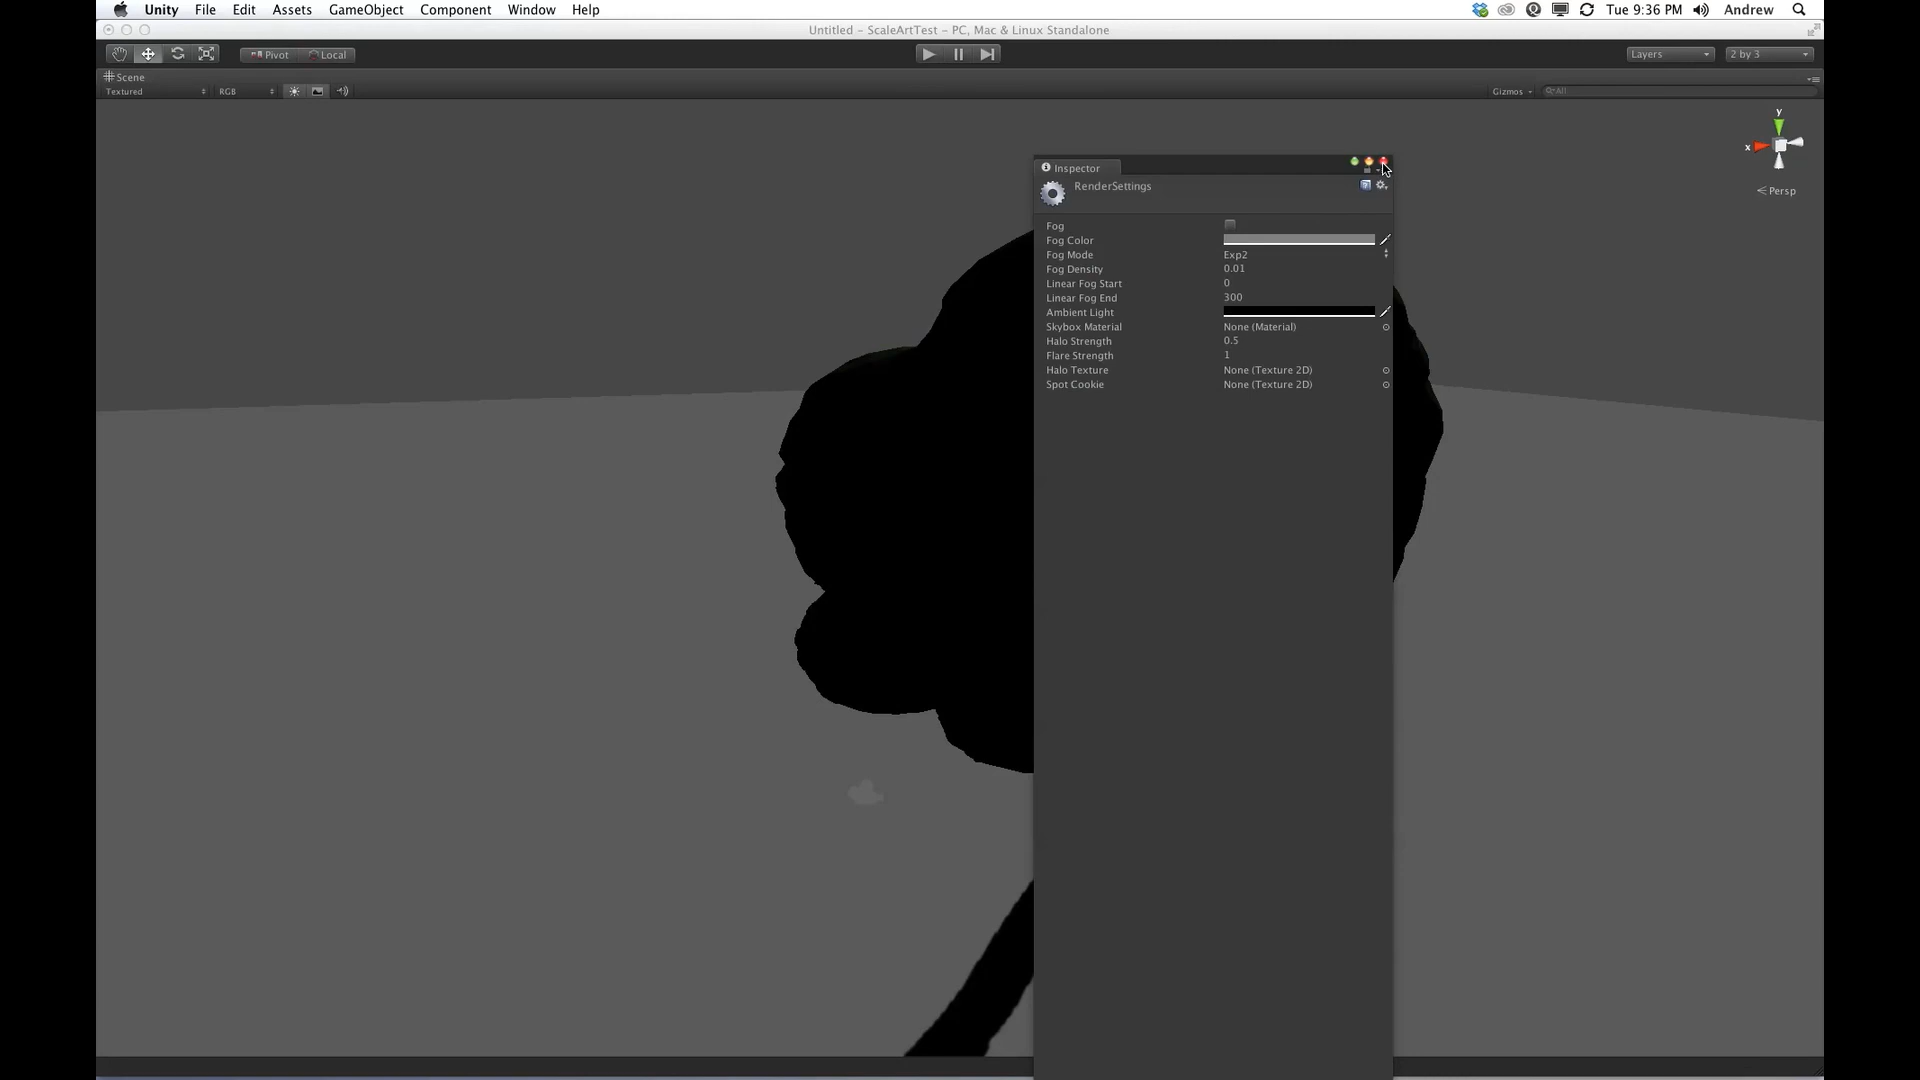 Unity File Edit Assets GameObject Component Window Help Tue 9:36 PM Andrew
Untitled – ScaleArtTest – PC, Mac & Linux Standalone
Pivot Local Layers 2 by 3
Scene
Textured RGB Gizmos All
y
x
Persp
Inspector
RenderSettings
Fog
Fog Color
Fog Mode Exp2
Fog Density 0.01
Linear Fog Start 0
Linear Fog End 300
Ambient Light
Skybox Material None (Material)
Halo Strength 0.5
Flare Strength 1
Halo Texture None (Texture 2D)
Spot Cookie None (Texture 2D)